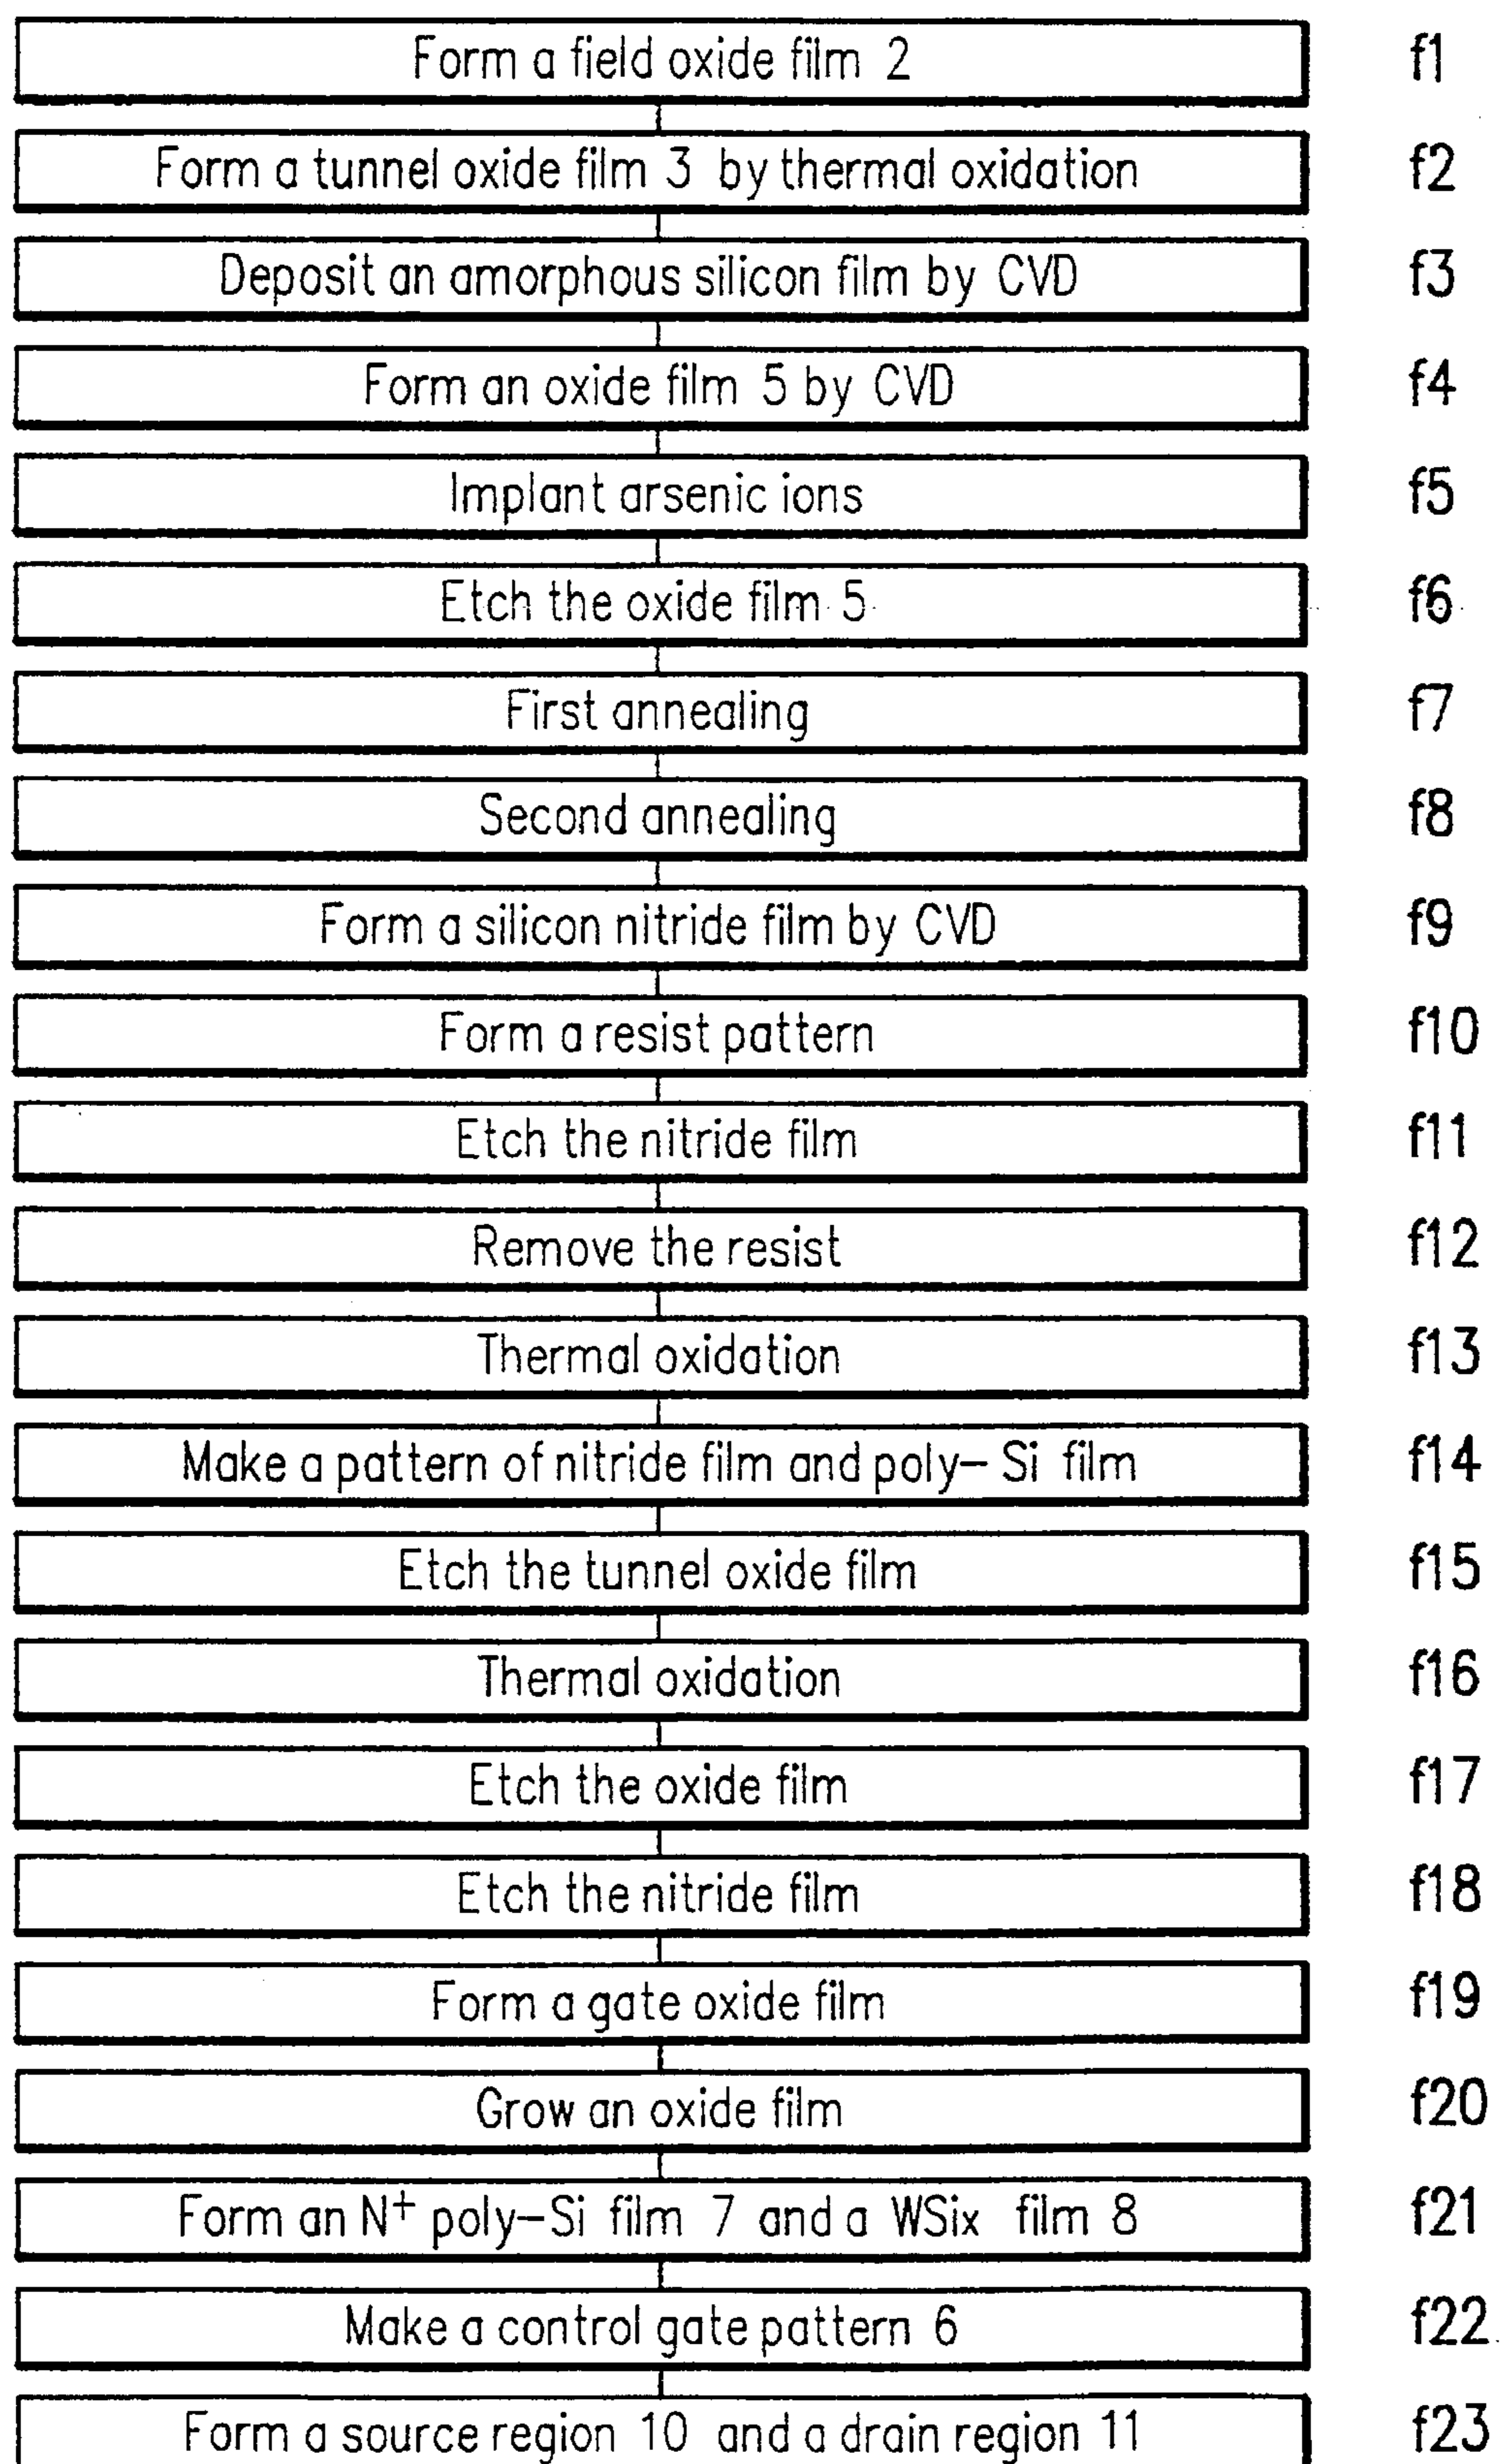 Form a field oxide film 2 f1
Form a tunnel oxide film 3 by thermal oxidation f2
Deposit an amorphous silicon film by CVD f3
Form an oxide film 5 by CVD f4
Implant arsenic ions f5
Etch the oxide film 5 f6
First annealing f7
Second annealing f8
Form a silicon nitride film by CVD f9
Form a resist pattern f10
Etch the nitride film f11
Remove the resist f12
Thermal oxidation f13
Make a pattern of nitride film and poly-Si film f14
Etch the tunnel oxide film f15
Thermal oxidation f16
Etch the oxide film f17
Etch the nitride film f18
Form a gate oxide film f19
Grow an oxide film f20
Form an N+ poly-Si film 7 and a WSix film 8 f21
Make a control gate pattern 6 f22
Form a source region 10 and a drain region 11 f23